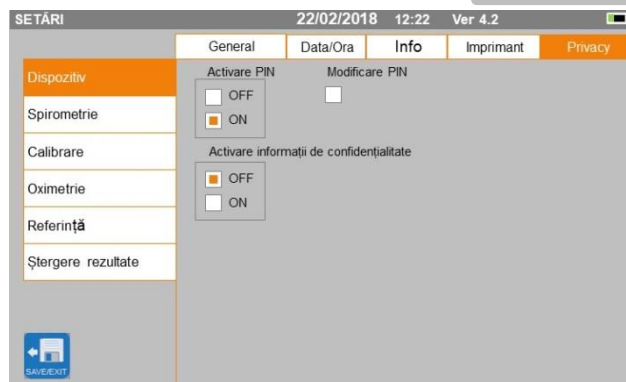 SETĂRI 22/02/2018 12:22 Ver 4.2
General Data/Ora Info Imprimant Privacy
Dispozitiv
Spirometrie
Calibrare
Oximetrie
Referință
Ștergere rezultate
Activare PIN Modificare PIN
OFF
ON
Activare informații de confidențialitate
OFF
ON
SAVE/EXIT